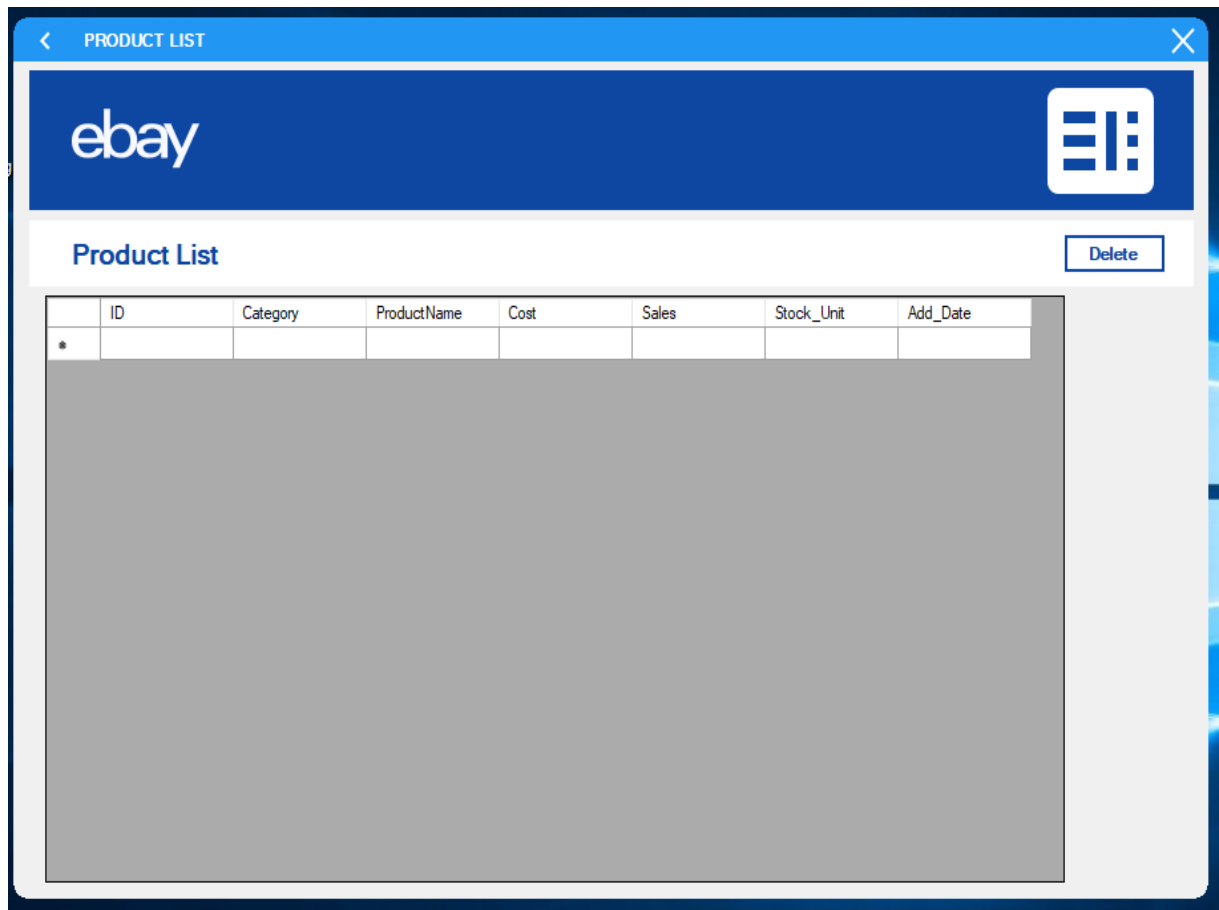 PRODUCT LIST
ebay
Product List
Delete
ID Category ProductName Cost Sales Stock_Unit Add_Date
*